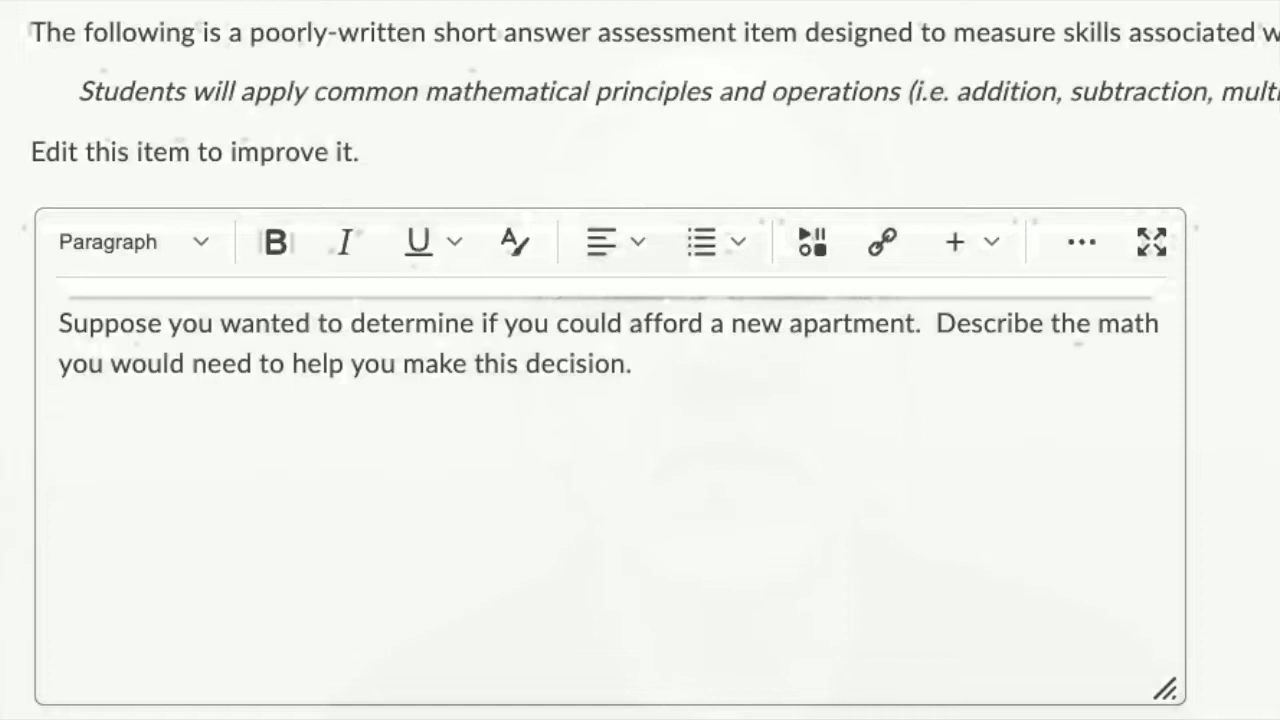 The following is a poorly-written short answer assessment item designed to measure skills associated
Students will apply common mathematical principles and operations (i.e. addition, subtraction,
Edit this item to improve it.
Paragraph B I U A + ...
Suppose you wanted to determine if you could afford a new apartment.  Describe the math
you would need to help you make this decision.